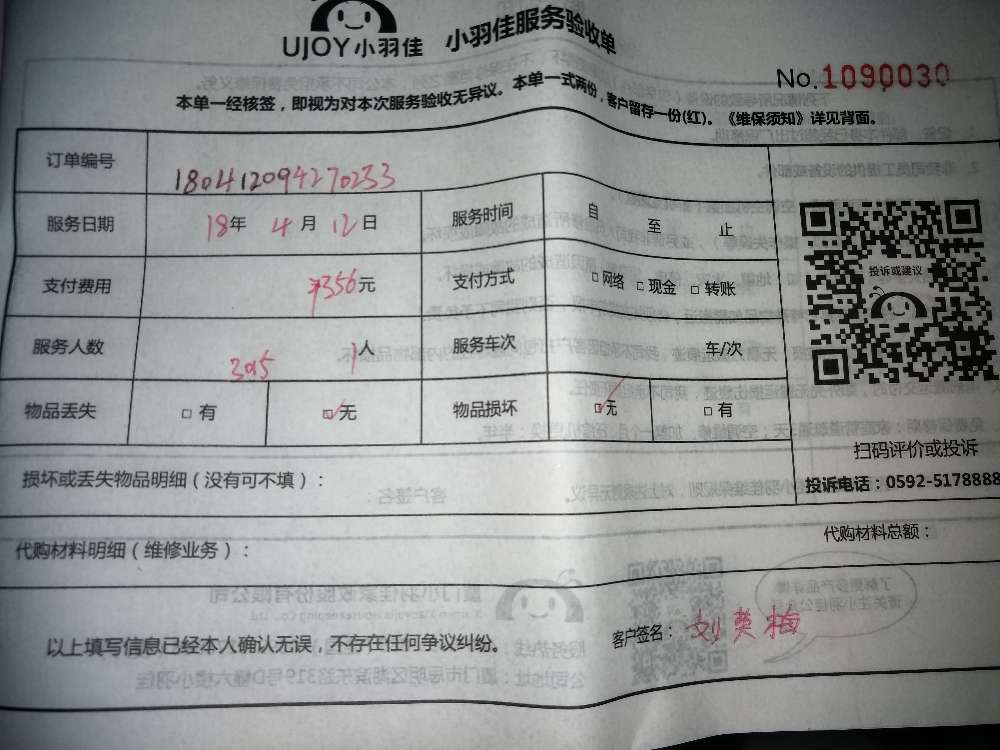 UJOY小羽佳 小羽佳服务验收单
No.1090030
本单一经核签，即视为对本次服务验收无异议。本单一式两份，客户留存一份(红)。《维保须知》详见背面。
订单编号 180412094270233
服务日期 18年 4月 12日 服务时间 自 至 止
支付费用 ¥356元 支付方式 □网络 □现金 □转账
服务人数 1人 服务车次 车/次
395
物品丢失 □有 □✓无 物品损坏 □✓无 □有
投诉或建议
扫码评价或投诉
投诉电话：0592-5178888
损坏或丢失物品明细（没有可不填）：
代购材料明细（维修业务）： 代购材料总额：
以上填写信息已经本人确认无误，不存在任何争议纠纷。 客户签名：刘英梅